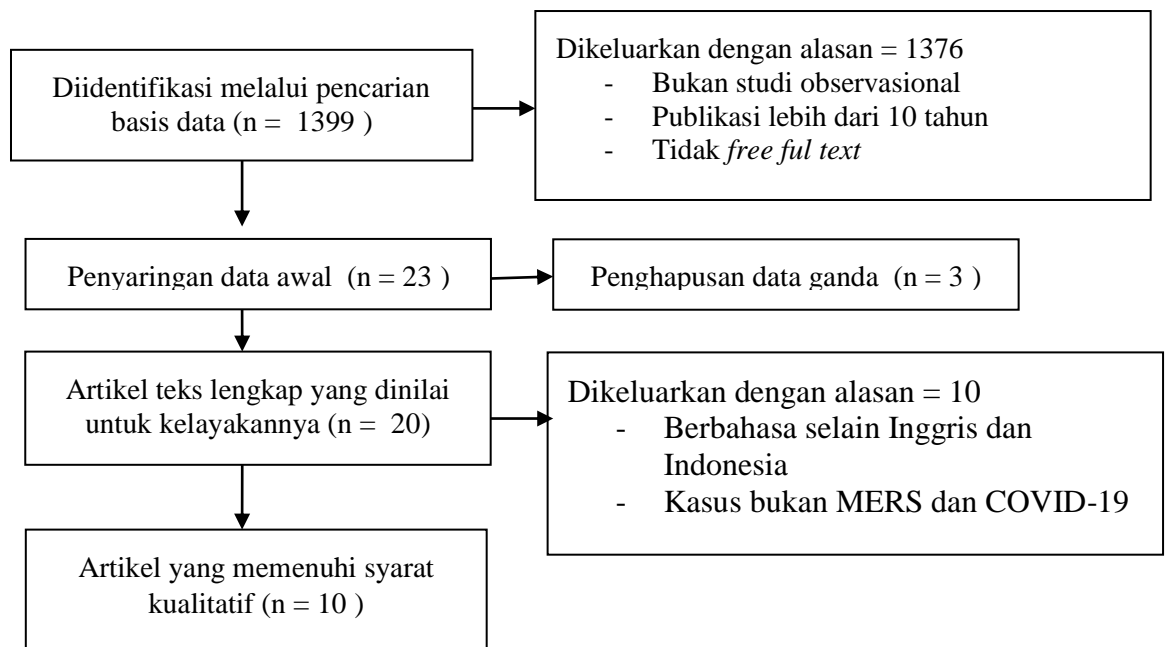 Diidentifikasi melalui pencarian
basis data (n =  1399 )
Dikeluarkan dengan alasan = 1376
- Bukan studi observasional
- Publikasi lebih dari 10 tahun
- Tidak free ful text
Penyaringan data awal  (n = 23 )
Penghapusan data ganda  (n = 3 )
Artikel teks lengkap yang dinilai
untuk kelayakannya (n =  20)
Dikeluarkan dengan alasan = 10
- Berbahasa selain Inggris dan
Indonesia
- Kasus bukan MERS dan COVID-19
Artikel yang memenuhi syarat
kualitatif (n = 10 )